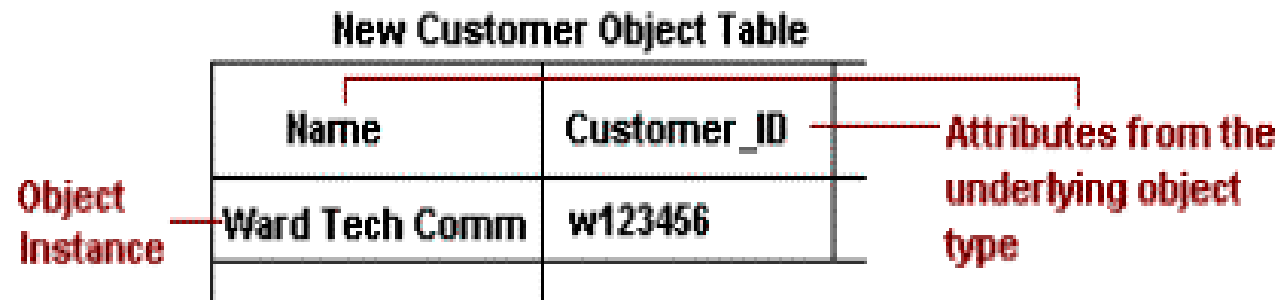 New Customer Object Table
Name
Customer_ID
Attributes from the
underlying object
type
Object
Instance
Ward Tech Comm
w123456